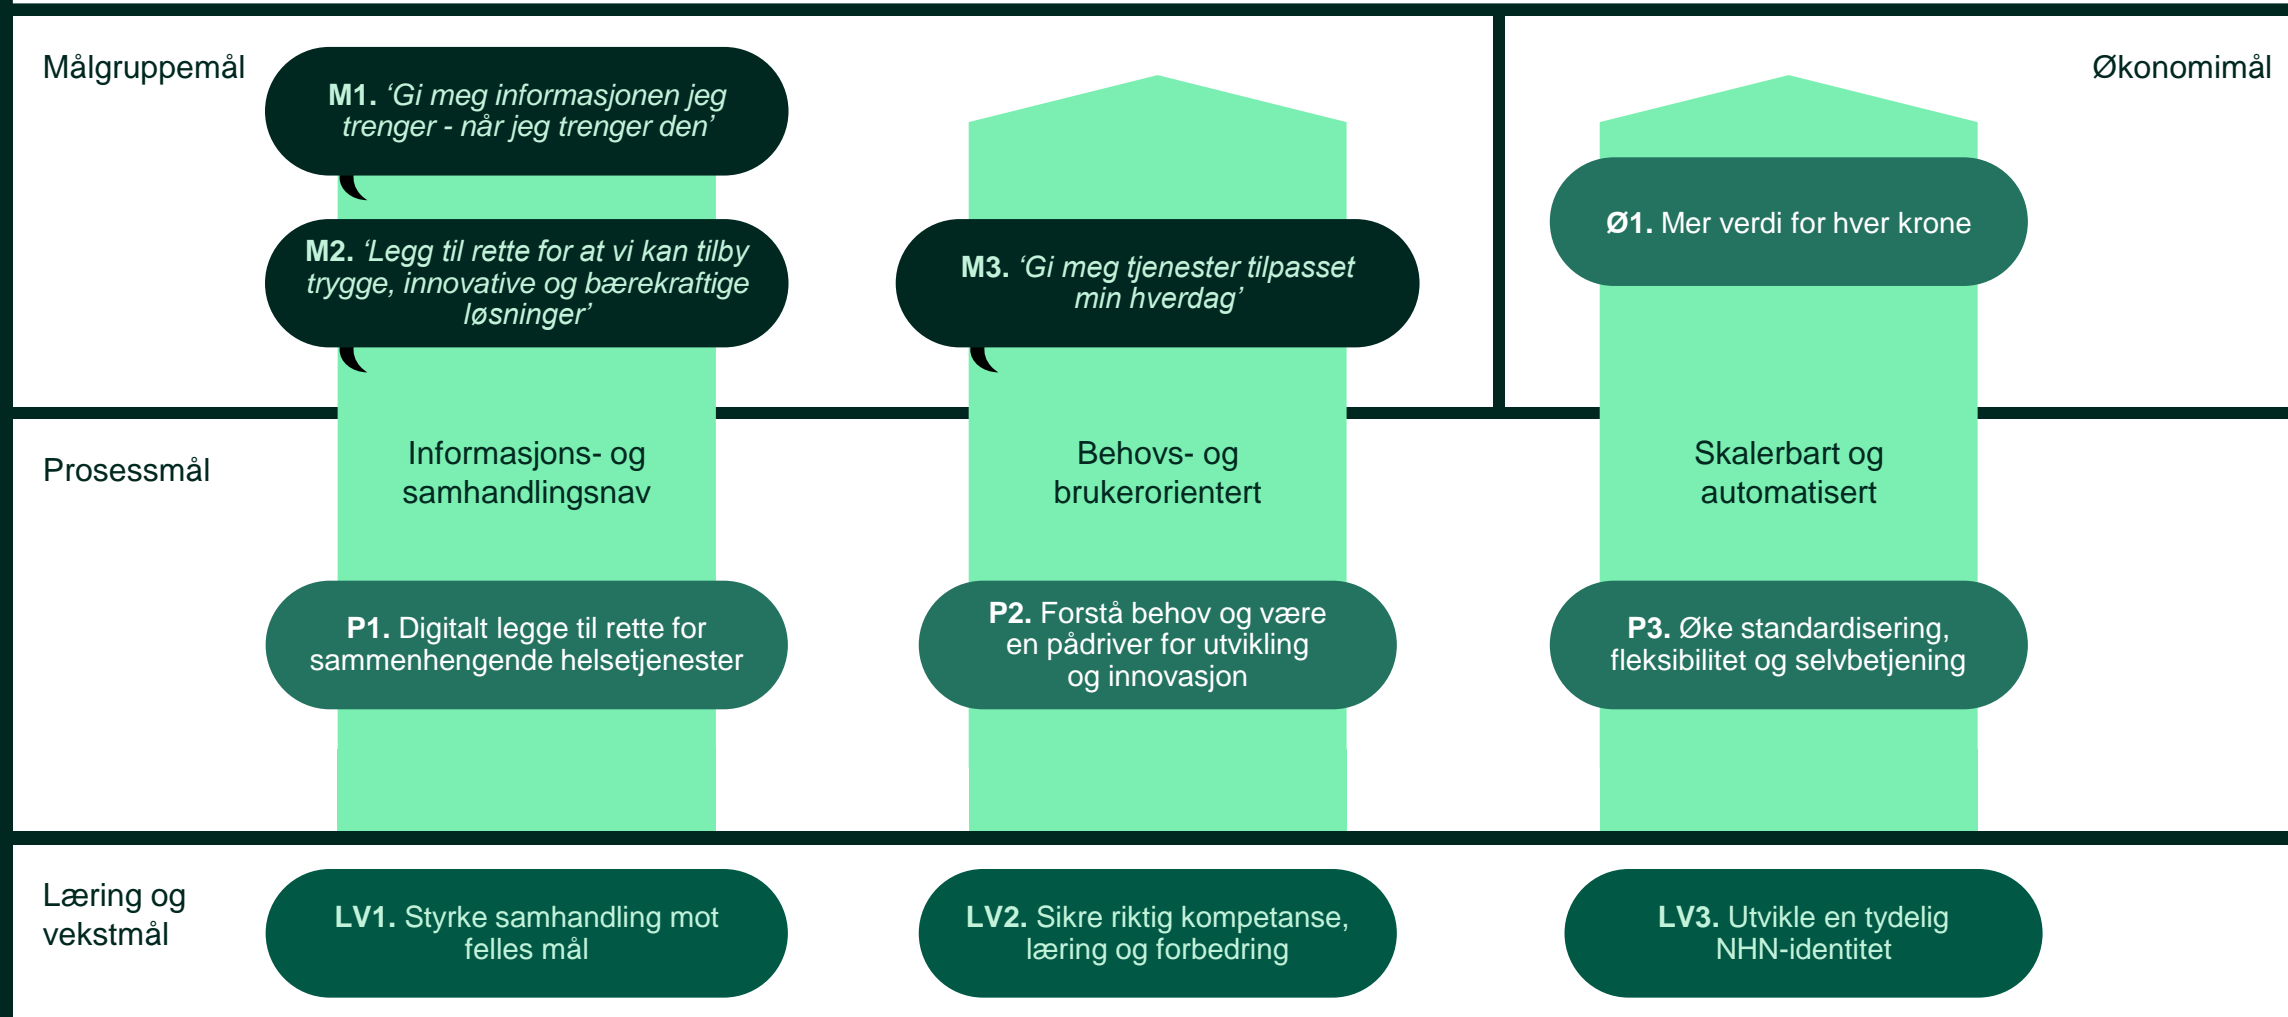 Målgruppemål
M1. ‘Gi meg informasjonen jeg
trenger - når jeg trenger den’
M2. ‘Legg til rette for at vi kan tilby
trygge, innovative og bærekraftige
løsninger’
M3. ‘Gi meg tjenester tilpasset
min hverdag’
Økonomimål
Ø1. Mer verdi for hver krone
Prosessmål
Informasjons- og
samhandlingsnav
Behovs- og
brukerorientert
Skalerbart og
automatisert
P1. Digitalt legge til rette for
sammenhengende helsetjenester
P2. Forstå behov og være
en pådriver for utvikling
og innovasjon
P3. Øke standardisering,
fleksibilitet og selvbetjening
Læring og
vekstmål
LV1. Styrke samhandling mot
felles mål
LV2. Sikre riktig kompetanse,
læring og forbedring
LV3. Utvikle en tydelig
NHN-identitet